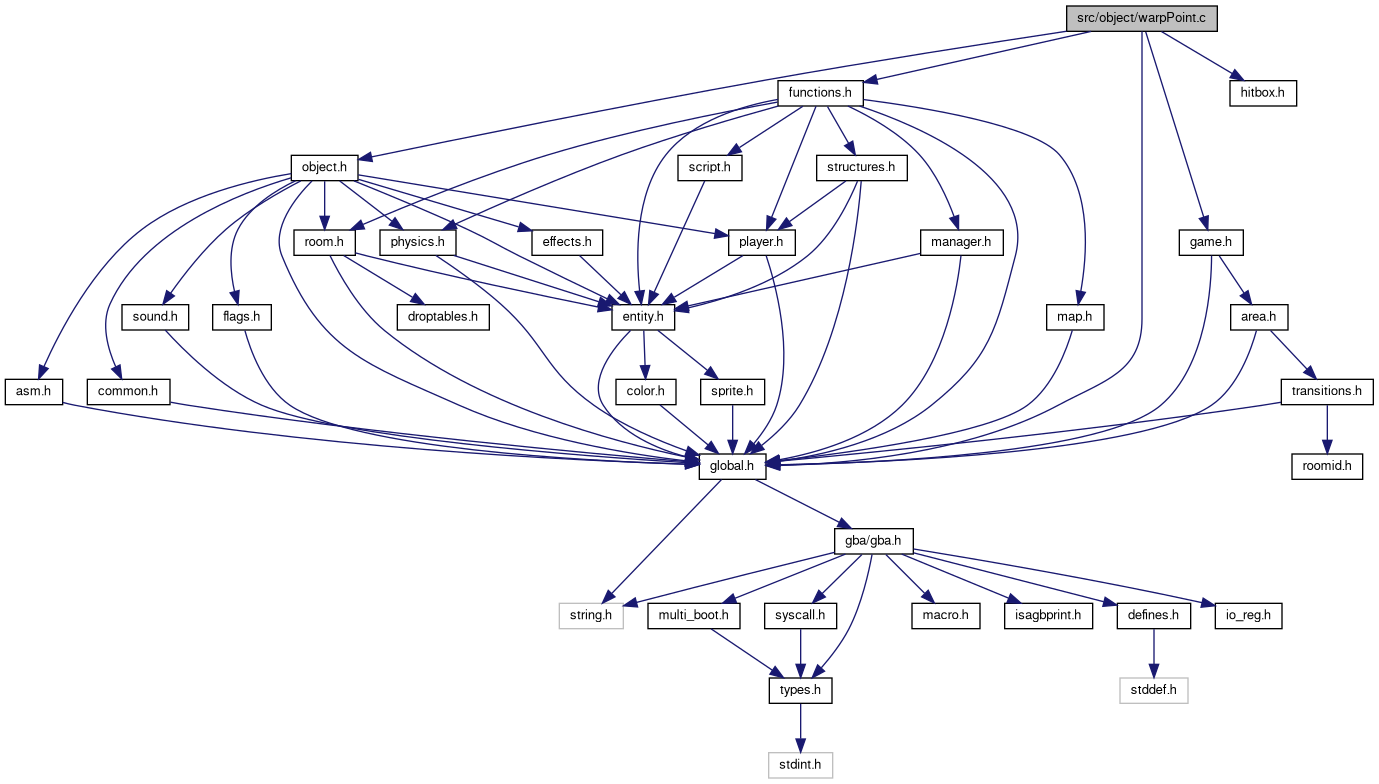 src/object/warpPoint.c
functions.h
hitbox.h
object.h
script.h
structures.h
room.h
physics.h
effects.h
player.h
manager.h
game.h
sound.h
flags.h
droptables.h
entity.h
map.h
area.h
asm.h
common.h
color.h
sprite.h
transitions.h
global.h
roomid.h
gba/gba.h
string.h
multi_boot.h
syscall.h
macro.h
isagbprint.h
defines.h
io_reg.h
types.h
stddef.h
stdint.h